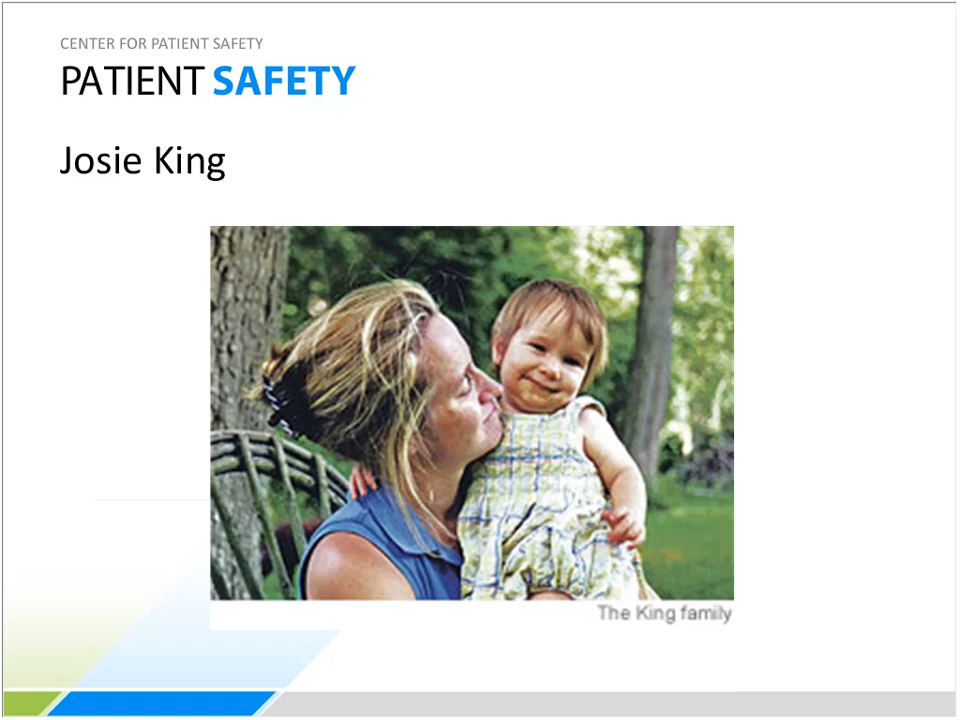 CENTER FOR PATIENT SAFETY
PATIENT SAFETY
Josie King
The King family